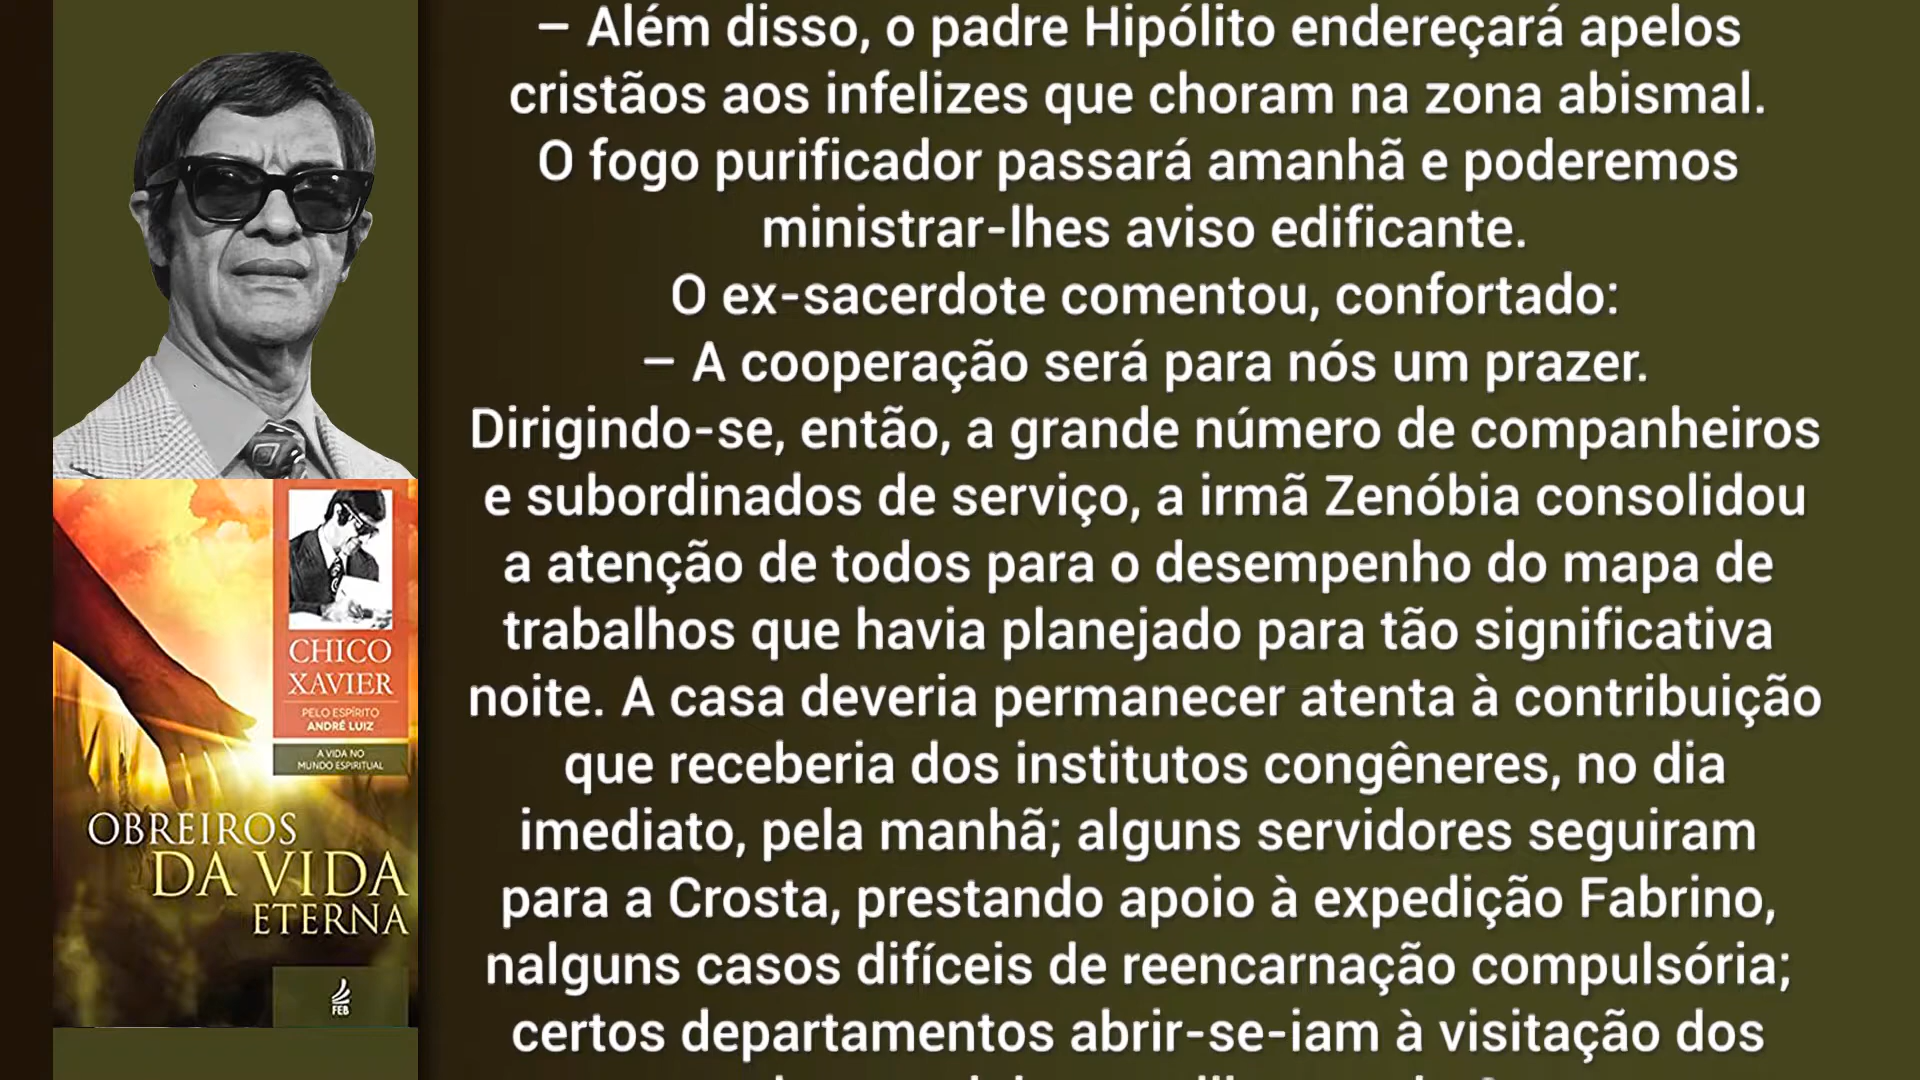 – Além disso, o padre Hipólito endereçará apelos
cristãos aos infelizes que choram na zona abismal.
O fogo purificador passará amanhã e poderemos
ministrar-lhes aviso edificante.
O ex-sacerdote comentou, confortado:
– A cooperação será para nós um prazer.
Dirigindo-se, então, a grande número de companheiros
e subordinados de serviço, a irmã Zenóbia consolidou
a atenção de todos para o desempenho do mapa de
trabalhos que havia planejado para tão significativa
noite. A casa deveria permanecer atenta à contribuição
que receberia dos institutos congêneres, no dia
imediato, pela manhã; alguns servidores seguiram
para a Crosta, prestando apoio à expedição Fabrino,
nalguns casos difíceis de reencarnação compulsória;
certos departamentos abrir-se-iam à visitação dos
CHICO
XAVIER
PELO ESPÍRITO
ANDRÉ LUIZ
A VIDA NO
MUNDO ESPIRITUAL
OBREIROS
DA VIDA
ETERNA
FEB